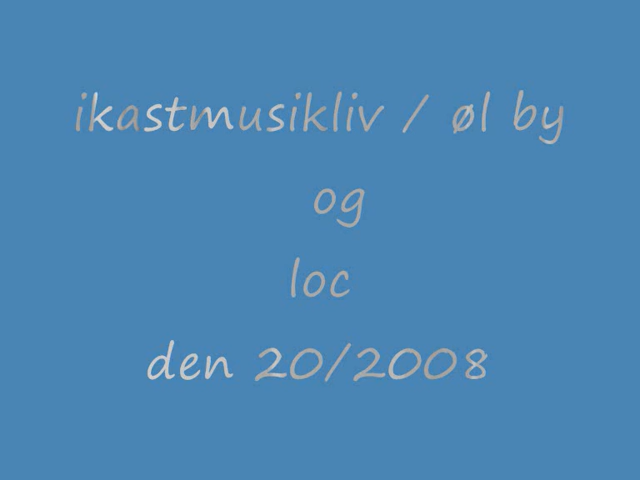 ikastmusikliv / øl by
og
loc
den 20/2008